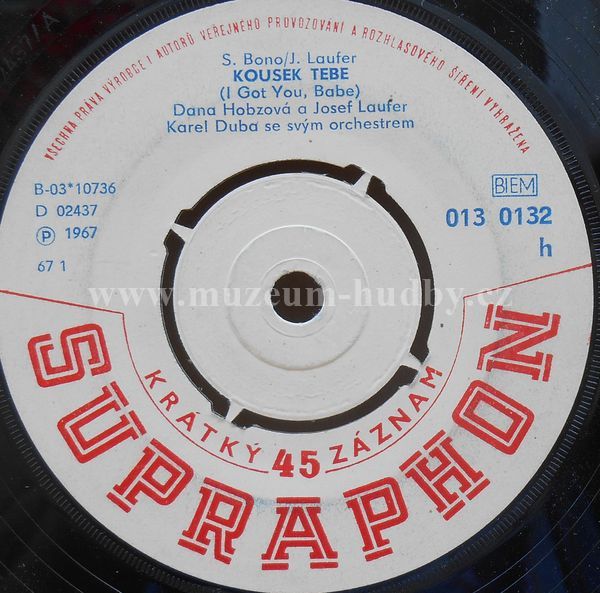 VŠECHNA PRÁVA VÝROBCE I AUTORŮ VEŘEJNÉHO PROVOZOVÁNÍ A ROZHLASOVÉHO ŠÍŘENÍ VYHRAŽENA
S. Bono/J. Laufer
KOUSEK TEBE
(I Got You, Babe)
Dana Hobzová a Josef Laufer
Karel Duba se svým orchestrem
B-03*10736
D 02437
Ⓟ 1967
67 1
BIEM
013 0132
h
www.muzeum-hudby.cz
KRÁTKÝ 45 ZÁZNAM
SUPRAPHON